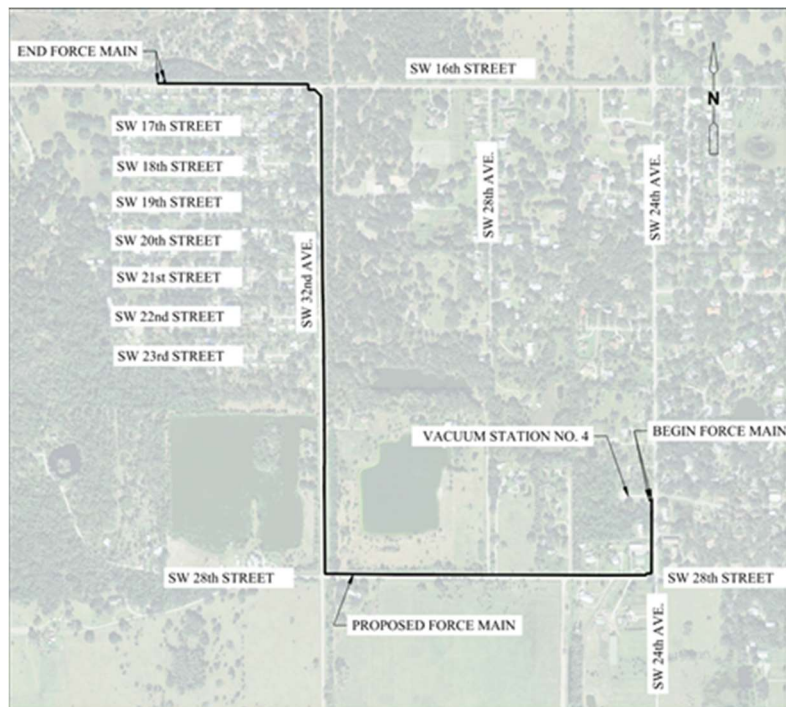 END FORCE MAIN
SW 16th STREET
N
SW 17th STREET
SW 18th STREET
SW 19th STREET
SW 20th STREET
SW 21st STREET
SW 22nd STREET
SW 23rd STREET
SW 32nd AVE.
SW 28th AVE.
SW 24th AVE.
VACUUM STATION NO. 4
BEGIN FORCE MAIN
SW 28th STREET
SW 28th STREET
PROPOSED FORCE MAIN
SW 24th AVE.